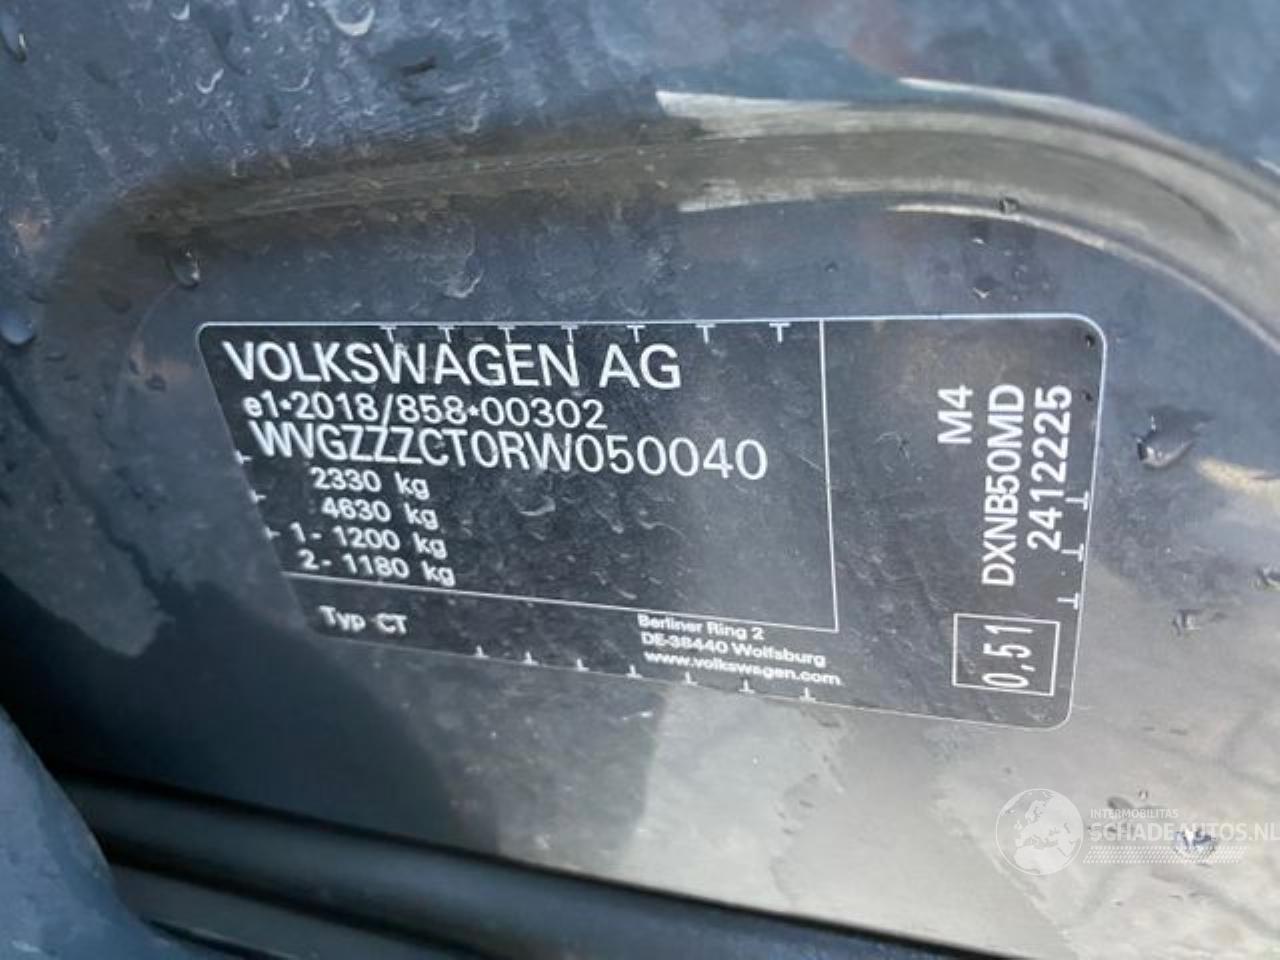 VOLKSWAGEN AG
e1*2018/858*00302
WVGZZZCT0RW050040
2330 kg
4630 kg
1- 1200 kg
2- 1180 kg
Typ CT
Berliner Ring 2
DE-38440 Wolfsburg
www.volkswagen.com
M4
DXNB50MD
2412225
0,51
INTERMOBILITAS
SCHADEAUTOS.NL